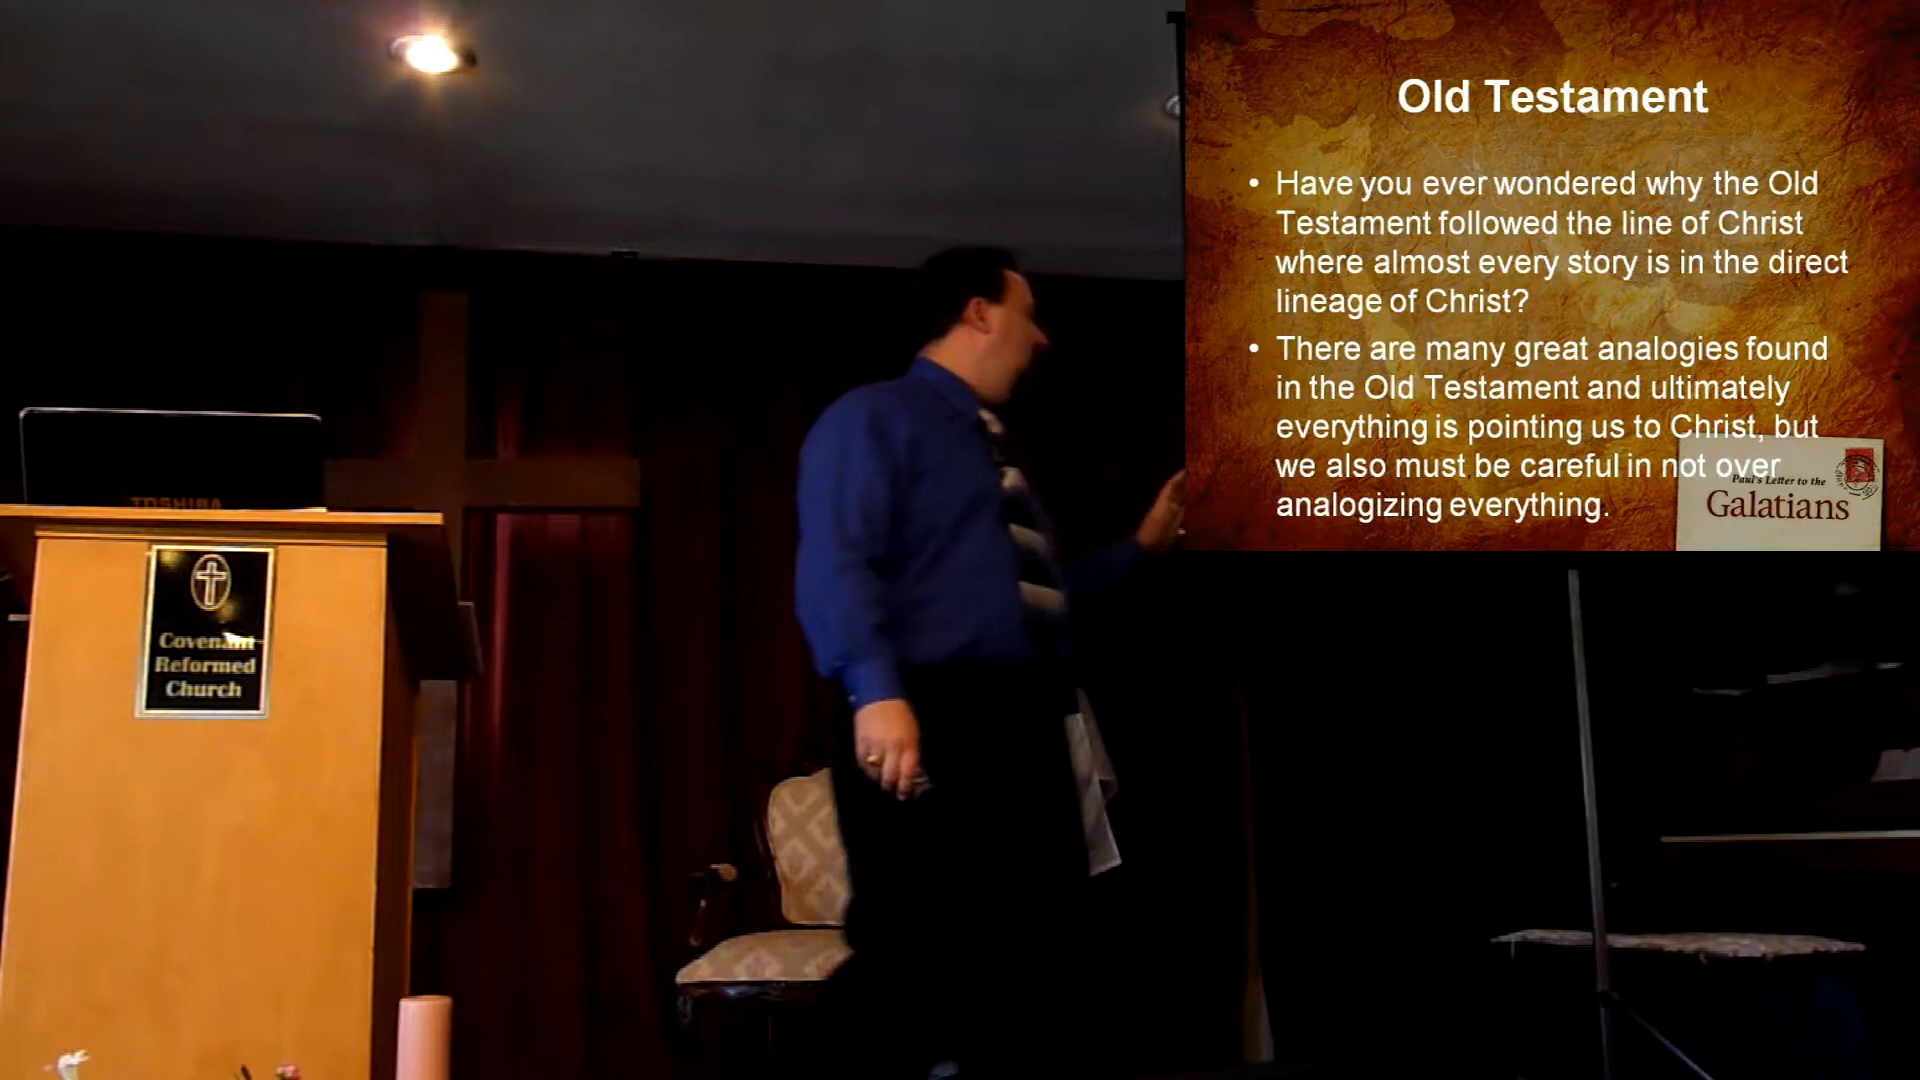 Old Testament
• Have you ever wondered why the Old
Testament followed the line of Christ
where almost every story is in the direct
lineage of Christ?
• There are many great analogies found
in the Old Testament and ultimately
everything is pointing us to Christ, but
we also must be careful in not over
analogizing everything.
Paul's Letter to the
Galatians
TOSHIBA
Covenant
Reformed
Church